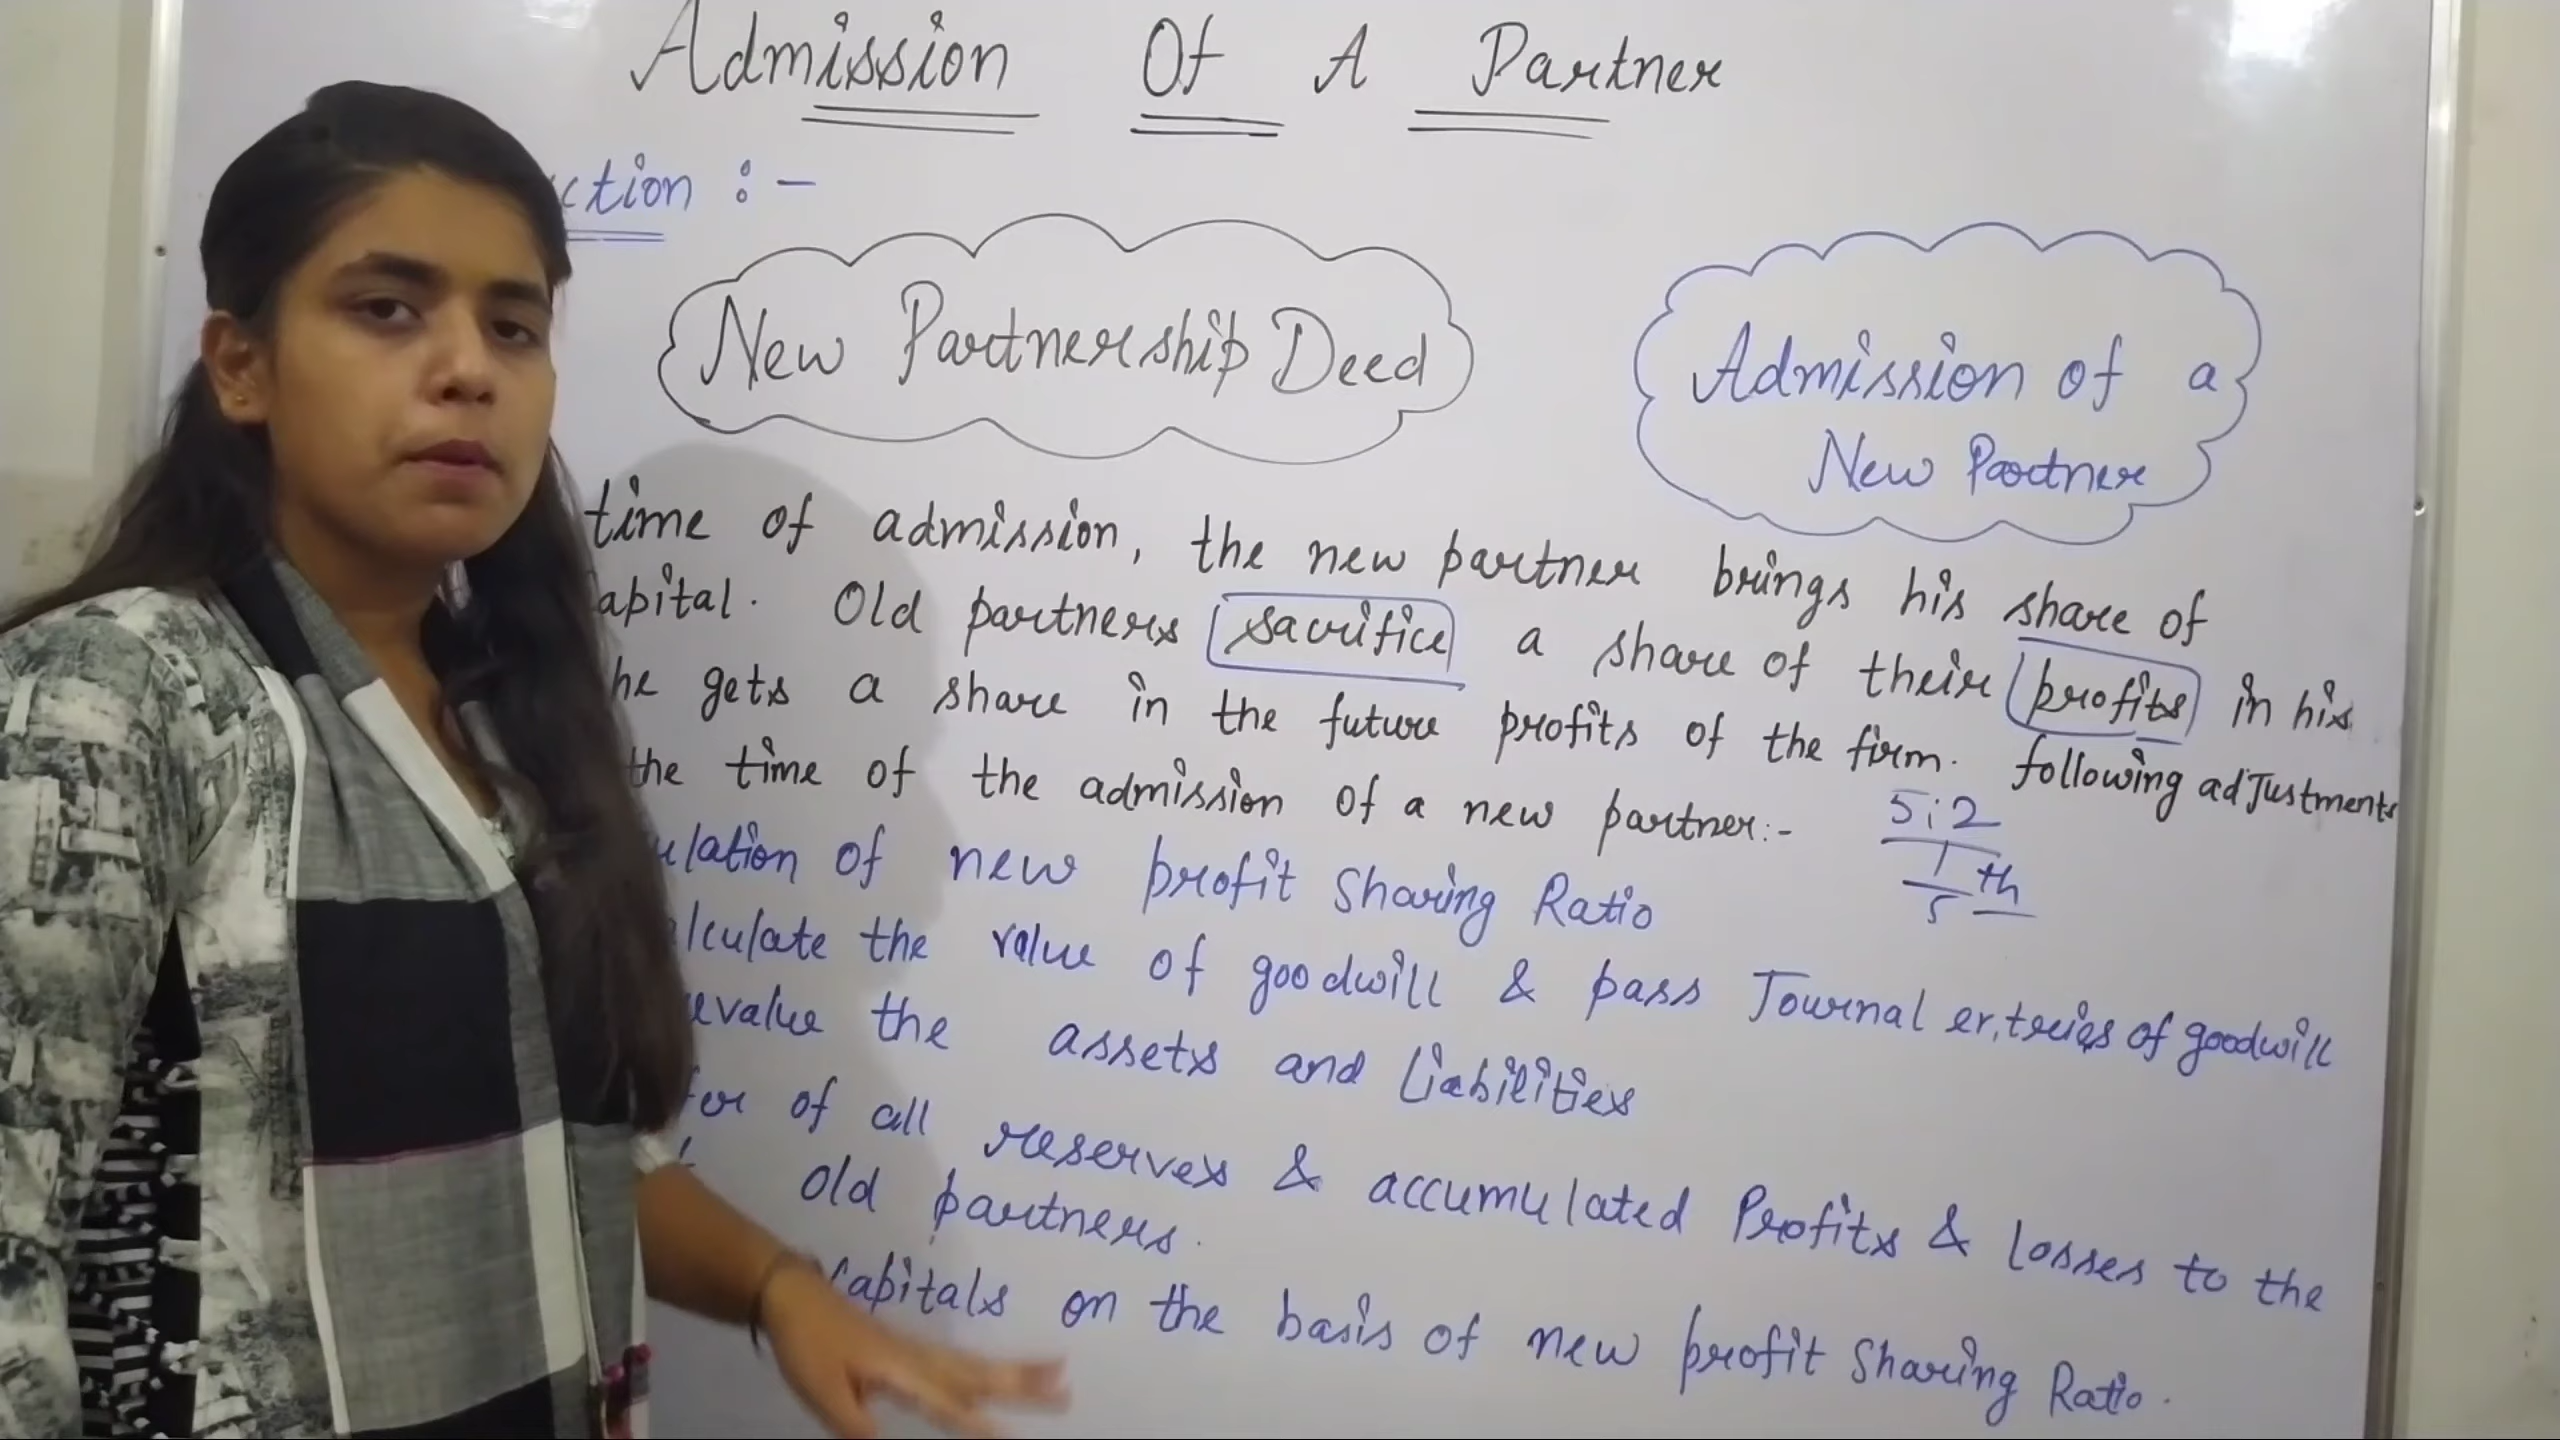 Admission Of A Partner
ction :-
New Partnership Deed
Admission of a
New Partner
time of admission, the new partner brings his share of
apital. Old partners sacrifice a share of their profits in his
he gets a share in the future profits of the firm. following adjustments
the time of the admission of a new partner:-
5:2
1/5 th
ulation of new profit Sharing Ratio
lculate the value of goodwill & pass Journal entries of goodwill
evalue the assets and liabilities
fer of all reserves & accumulated Profits & losses to the
old partners.
capitals on the basis of new profit Sharing Ratio.